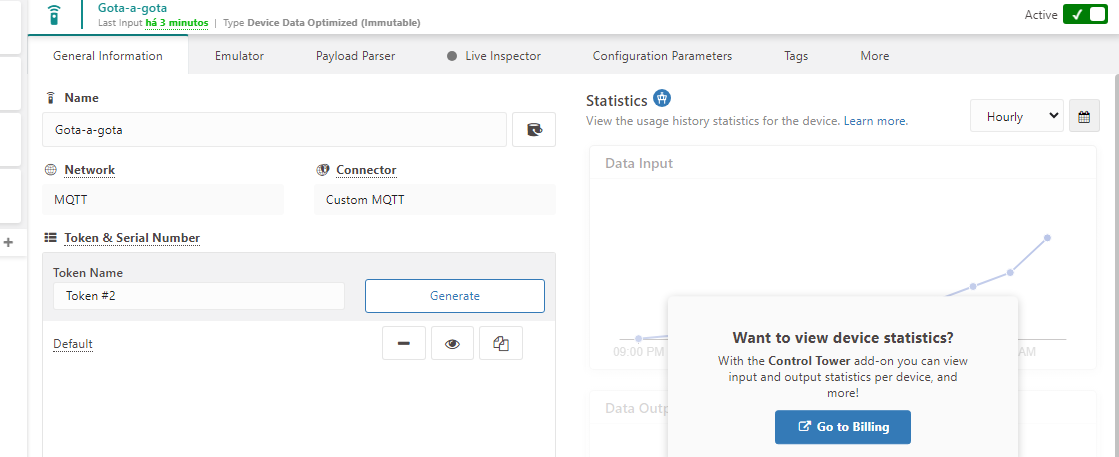 Gota-a-gota
Last Input há 3 minutos | Type Device Data Optimized (Immutable)
Active
General Information
Emulator
Payload Parser
Live Inspector
Configuration Parameters
Tags
More
Name
Gota-a-gota
Network
Connector
MQTT
Custom MQTT
Token & Serial Number
Token Name
Token #2
Generate
Default
Statistics
View the usage history statistics for the device. Learn more.
Hourly
Data Input
09:00 PM
AM
Want to view device statistics?
With the Control Tower add-on you can view
input and output statistics per device, and
more!
Go to Billing
Data Outp